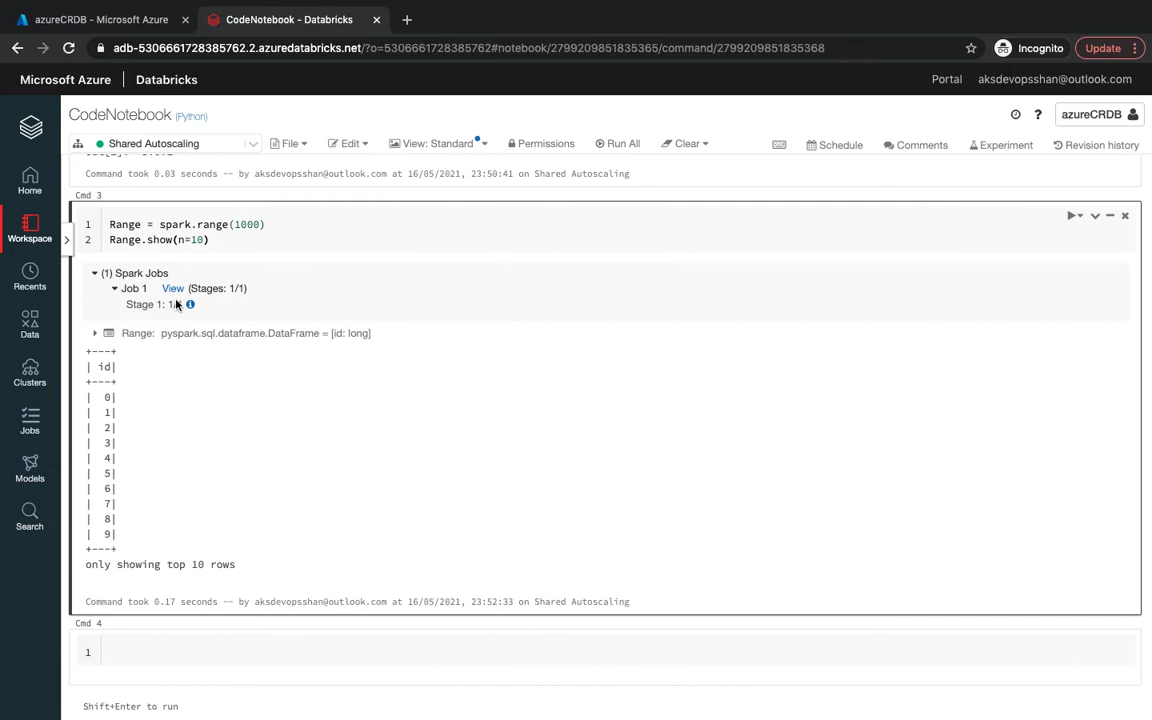 azureCRDB - Microsoft Azure
CodeNotebook - Databricks
adb-5306661728385762.2.azuredatabricks.net/?o=5306661728385762#notebook/2799209851835365/command/2799209851835368
Incognito
Update
Microsoft Azure
Databricks
Portal
aksdevopsshan@outlook.com
CodeNotebook (Python)
azureCRDB
Shared Autoscaling
File
Edit
View: Standard
Permissions
Run All
Clear
Schedule
Comments
Experiment
Revision history
Home
Workspace
Recents
Data
Clusters
Jobs
Models
Search
Command took 0.03 seconds -- by aksdevopsshan@outlook.com at 16/05/2021, 23:50:41 on Shared Autoscaling
Cmd 3
1 Range = spark.range(1000)
2 Range.show(n=10)
(1) Spark Jobs
Job 1 View (Stages: 1/1)
Stage 1:
Range: pyspark.sql.dataframe.DataFrame = [id: long]
+---+
| id|
+---+
| 0|
| 1|
| 2|
| 3|
| 4|
| 5|
| 6|
| 7|
| 8|
| 9|
+---+
only showing top 10 rows
Command took 0.17 seconds -- by aksdevopsshan@outlook.com at 16/05/2021, 23:52:33 on Shared Autoscaling
Cmd 4
1
Shift+Enter to run